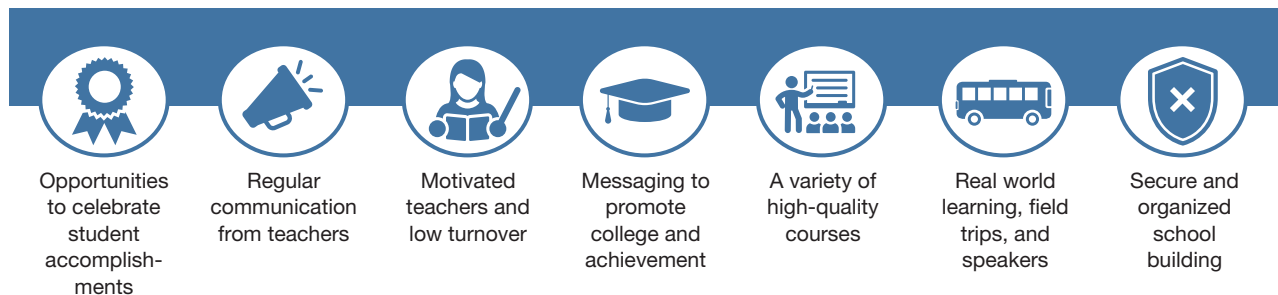 Opportunities
to celebrate
student
accomplish-
ments
Regular
communication
from teachers
Motivated
teachers and
low turnover
Messaging to
promote
college and
achievement
A variety of
high-quality
courses
Real world
learning, field
trips, and
speakers
Secure and
organized
school
building